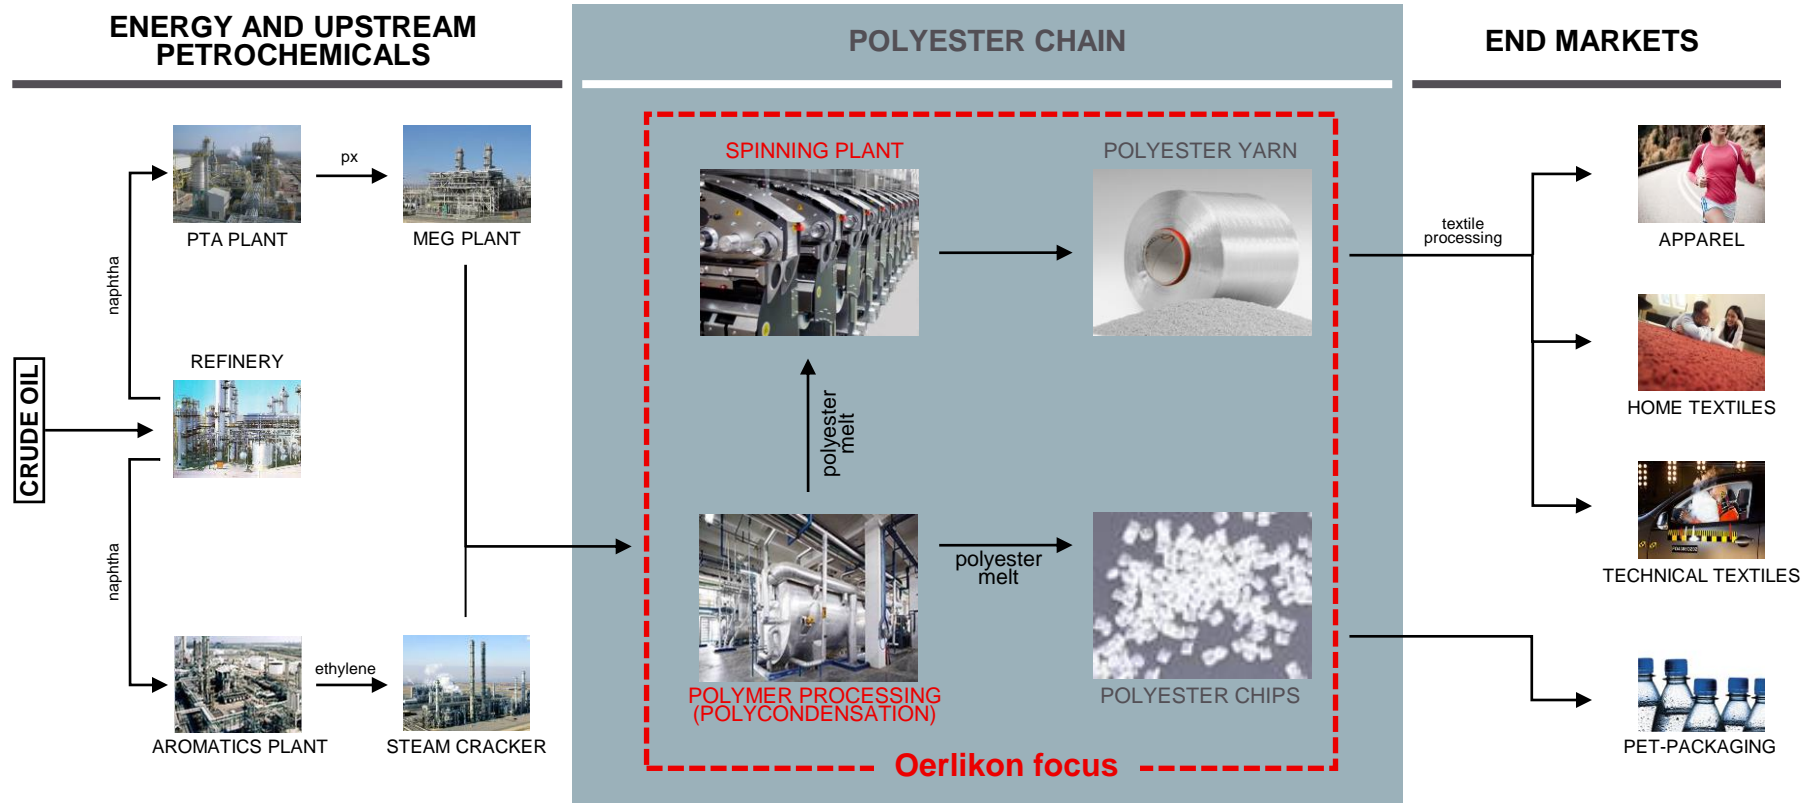 ENERGY AND UPSTREAM
PETROCHEMICALS
POLYESTER CHAIN
END MARKETS
px
PTA PLANT
MEG PLANT
naphtha
REFINERY
CRUDE OIL
naphtha
ethylene
AROMATICS PLANT
STEAM CRACKER
SPINNING PLANT
POLYESTER YARN
polyester
melt
polyester
melt
POLYMER PROCESSING
(POLYCONDENSATION)
POLYESTER CHIPS
Oerlikon focus
textile
processing
APPAREL
HOME TEXTILES
TECHNICAL TEXTILES
PET-PACKAGING